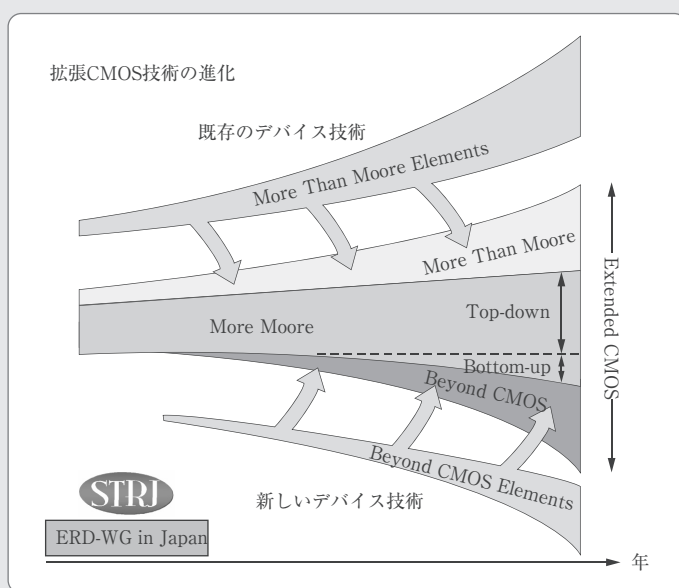 拡張CMOS技術の進化
既存のデバイス技術
More Than Moore Elements
More Than Moore
More Moore
Top-down
Bottom-up
Beyond CMOS
Extended CMOS
Beyond CMOS Elements
新しいデバイス技術
STRJ
ERD-WG in Japan
年